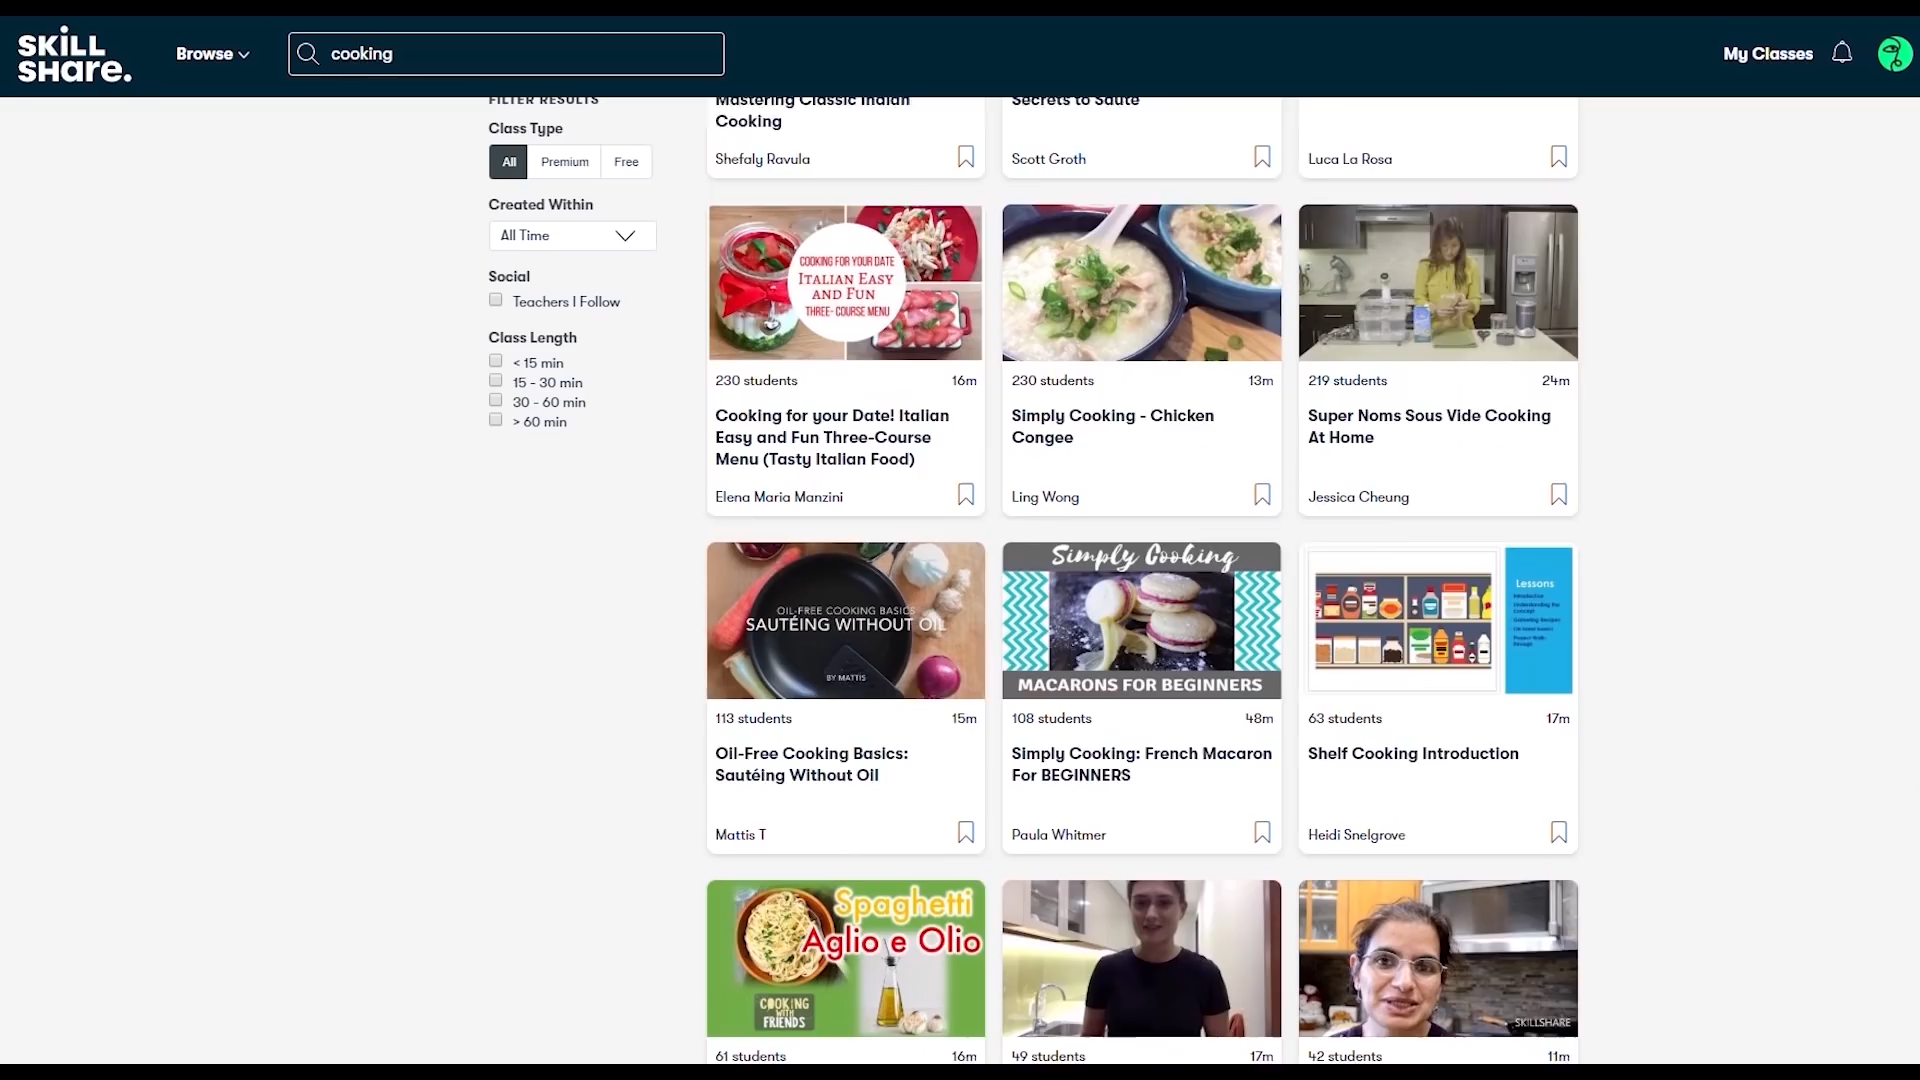 SKILL
SHARE.
Browse
cooking
My Classes
FILTER RESULTS
Class Type
All
Premium
Free
Created Within
All Time
Social
Teachers I Follow
Class Length
< 15 min
15 - 30 min
30 - 60 min
> 60 min
Mastering Classic Indian
Cooking
Shefaly Ravula
Secrets to Sauté
Scott Groth
Luca La Rosa
COOKING FOR YOUR DATE
ITALIAN EASY
AND FUN
THREE- COURSE MENU
230 students
16m
Cooking for your Date! Italian
Easy and Fun Three-Course
Menu (Tasty Italian Food)
Elena Maria Manzini
230 students
13m
Simply Cooking - Chicken
Congee
Ling Wong
219 students
24m
Super Noms Sous Vide Cooking
At Home
Jessica Cheung
OIL-FREE COOKING BASICS
SAUTÉING WITHOUT OIL
BY MATTIS
113 students
15m
Oil-Free Cooking Basics:
Sautéing Without Oil
Mattis T
Simply Cooking
MACARONS FOR BEGINNERS
108 students
48m
Simply Cooking: French Macaron
For BEGINNERS
Paula Whitmer
Lessons
Introduction
Understanding the
Concept
Gathering Recipes
63 students
17m
Shelf Cooking Introduction
Heidi Snelgrove
Spaghetti
Aglio e Olio
COOKING
WITH
FRIENDS
61 students
16m
49 students
17m
SKILLSHARE
42 students
11m